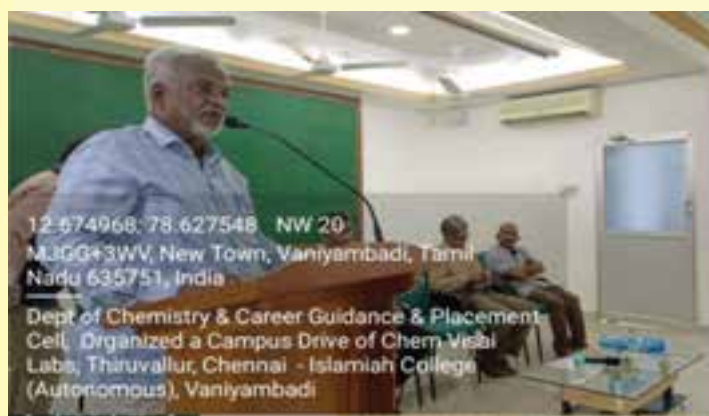 12.674968, 78.627548 NW 20
MJGG+3WV, New Town, Vaniyambadi, Tamil
Nadu 635751, India
Dept of Chemistry & Career Guidance & Placement
Cell, Organized a Campus Drive of Chem Visai
Labs, Thiruvallur, Chennai - Islamiah College
(Autonomous), Vaniyambadi